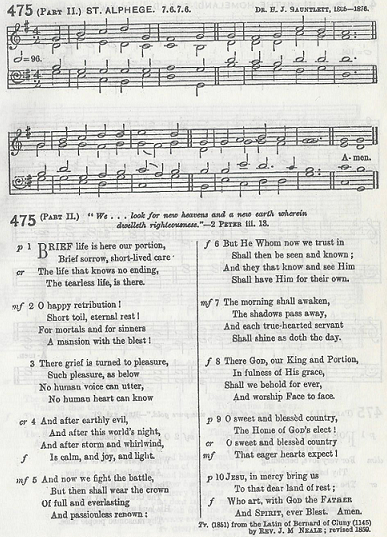 475 (PART II.) ST. ALPHEGE. 7.6.7.6. DR. H. J. GAUNTLETT, 1805—1876.
=96.
A- men.
475 (PART II.) " We . . . look for new heavens and a new earth wherein
dwelleth righteousness."—2 PETER iii. 13.
p 1 BRIEF life is here our portion,
Brief sorrow, short-lived care
cr The life that knows no ending,
The tearless life, is there.
mf 2 O happy retribution !
Short toil, eternal rest !
For mortals and for sinners
A mansion with the blest !
3 There grief is turned to pleasure,
Such pleasure, as below
No human voice can utter,
No human heart can know
cr 4 And after earthly evil,
And after this world's night,
And after storm and whirlwind,
f Is calm, and joy, and light.
mf 5 And now we fight the battle,
But then shall wear the crown
Of full and everlasting
And passionless renown :
f 6 But He Whom now we trust in
Shall then be seen and known ;
And they that know and see Him
Shall have Him for their own.
mf 7 The morning shall awaken,
The shadows pass away,
And each true-hearted servant
Shall shine as doth the day.
f 8 There GOD, our King and Portion,
In fulness of His grace,
Shall we behold for ever,
And worship Face to face.
p 9 O sweet and blessèd country,
The Home of God's elect !
cr O sweet and blessèd country
That eager hearts expect !
p 10 JESU, in mercy bring us
To that dear land of rest ;
f Who art, with GOD the FATHER
And SPIRIT, ever Blest. Amen.
Tr. (1851) from the Latin of Bernard of Cluny (1145)
by REV. J. M NEALE; revised 1859.